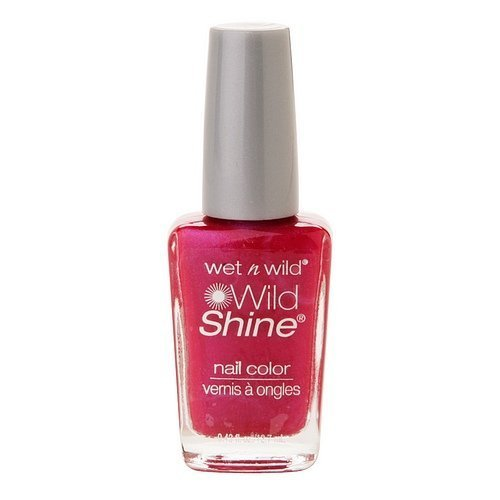 wet n wild®
Wild
Shine®
nail color
vernis à ongles